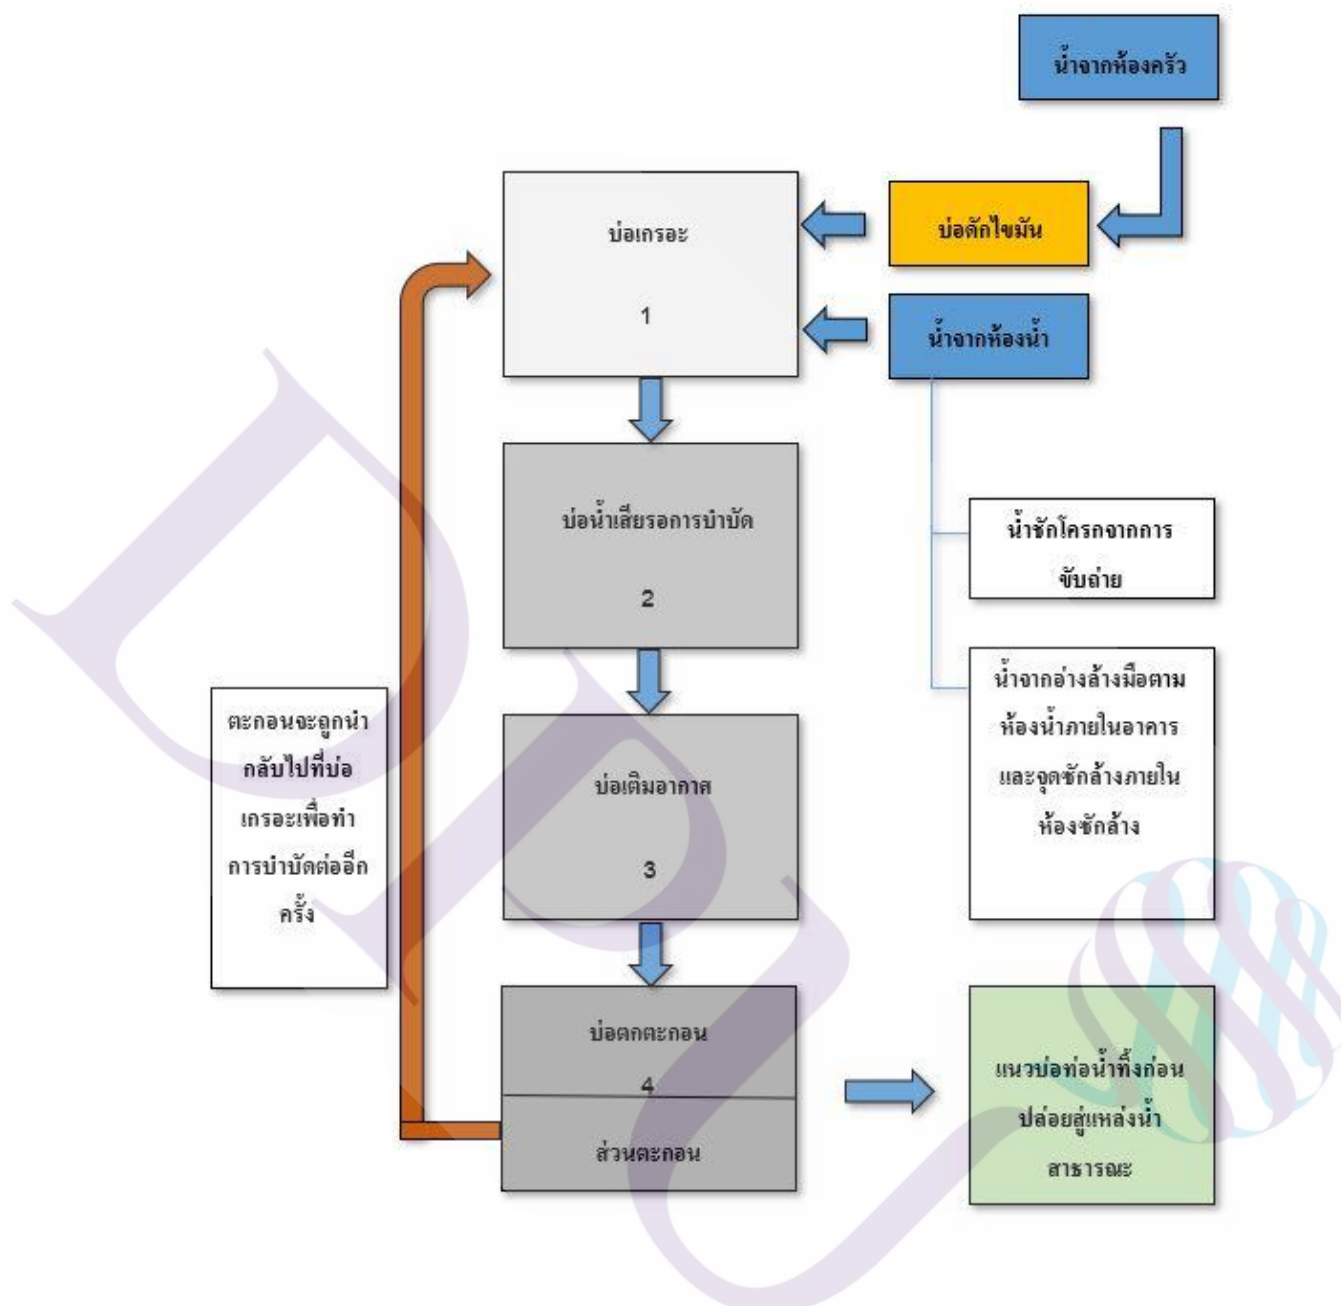 น้ำจากห้องครัว
บ่อเกรอะ
1
บ่อดักไขมัน
น้ำจากห้องน้ำ
บ่อน้ำเสียรอการบำบัด
2
น้ำชักโครกจากการ
ขับถ่าย
น้ำจากอ่างล้างมือตาม
ห้องน้ำภายในอาคาร
และจุดซักล้างภายใน
ห้องซักล้าง
ตะกอนจะถูกนำ
กลับไปที่บ่อ
เกรอะเพื่อทำ
การบำบัดต่ออีก
ครั้ง
บ่อเติมอากาศ
3
บ่อตกตะกอน
4
ส่วนตะกอน
แนวบ่อท่อน้ำทิ้งก่อน
ปล่อยสู่แหล่งน้ำ
สาธารณะ
DPU